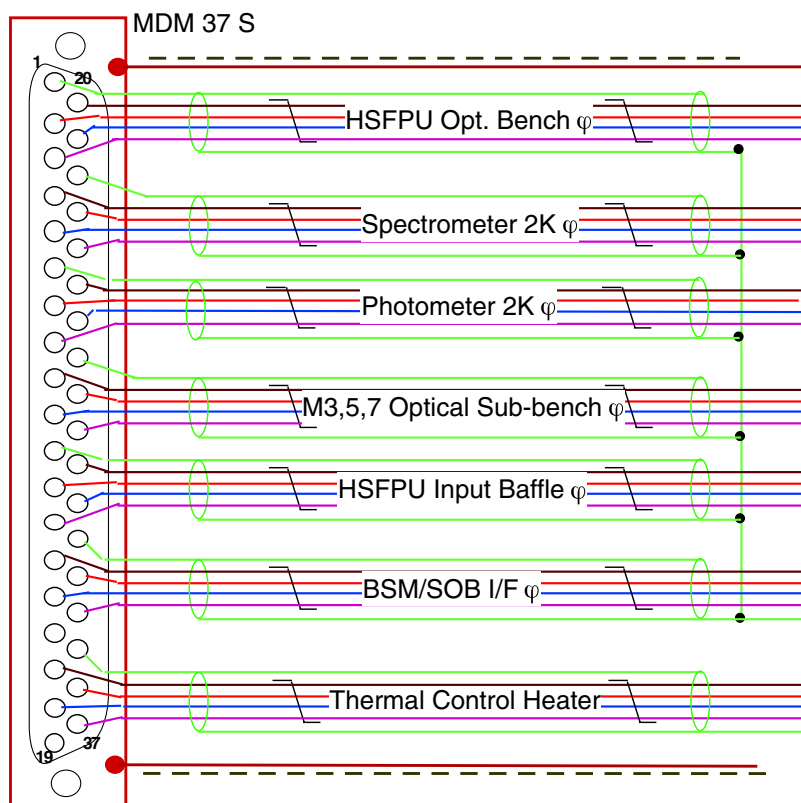 MDM 37 S
1
20
HSFPU Opt. Bench φ
Spectrometer 2K φ
Photometer 2K φ
M3,5,7 Optical Sub-bench φ
HSFPU Input Baffle φ
BSM/SOB I/F φ
Thermal Control Heater
19
37